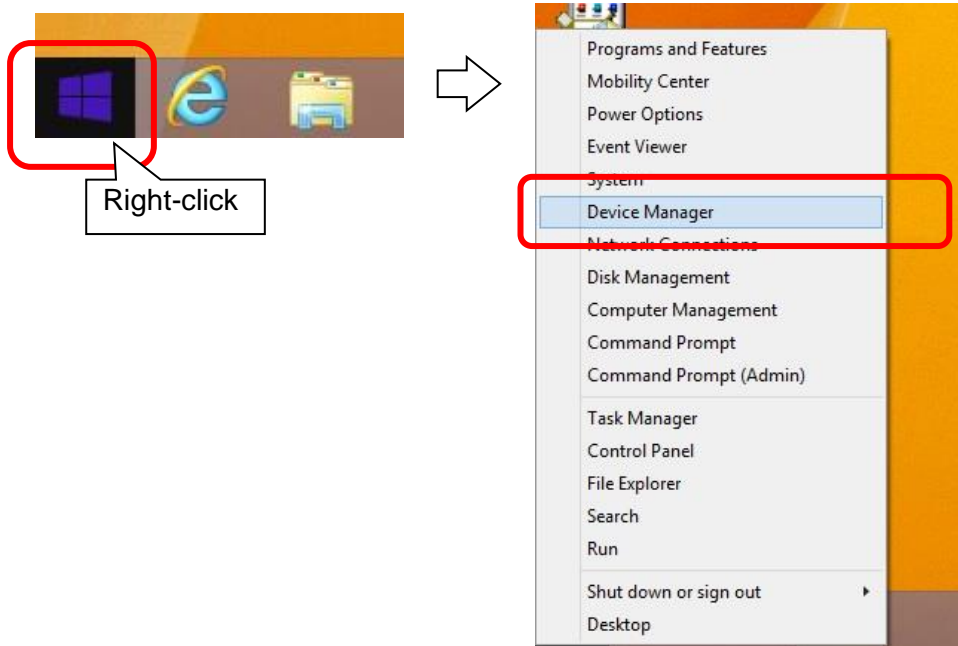 Right-click
Programs and Features
Mobility Center
Power Options
Event Viewer
System
Device Manager
Network Connections
Disk Management
Computer Management
Command Prompt
Command Prompt (Admin)
Task Manager
Control Panel
File Explorer
Search
Run
Shut down or sign out
Desktop